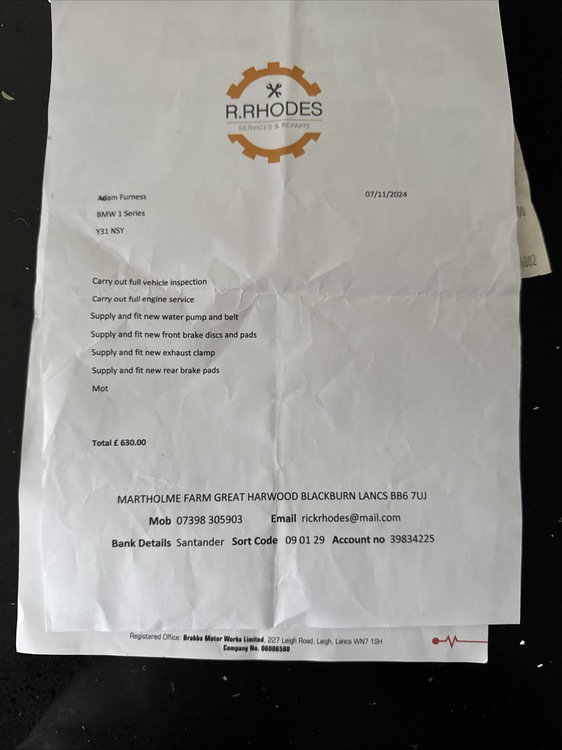 R.RHODES
SERVICES & REPAIRS
Adam Furness
07/11/2024
BMW 1 Series
Y31 NSY
00
6802
Carry out full vehicle inspection
Carry out full engine service
Supply and fit new water pump and belt
Supply and fit new front brake discs and pads
Supply and fit new exhaust clamp
Supply and fit new rear brake pads
Mot
Total £ 630.00
MARTHOLME FARM GREAT HARWOOD BLACKBURN LANCS BB6 7UJ
Mob 07398 305903 Email rickrhodes@mail.com
Bank Details Santander Sort Code 09 01 29 Account no 39834225
Registered Office: Brabbs Motor Works Limited, 227 Leigh Road, Leigh, Lancs WN7 1SH
Company No. 06006580